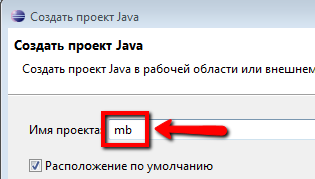 Создать проект Java
Создать проект Java
Создать проект Java в рабочей области или внешнем
Имя проекта: mb
Расположение по умолчанию